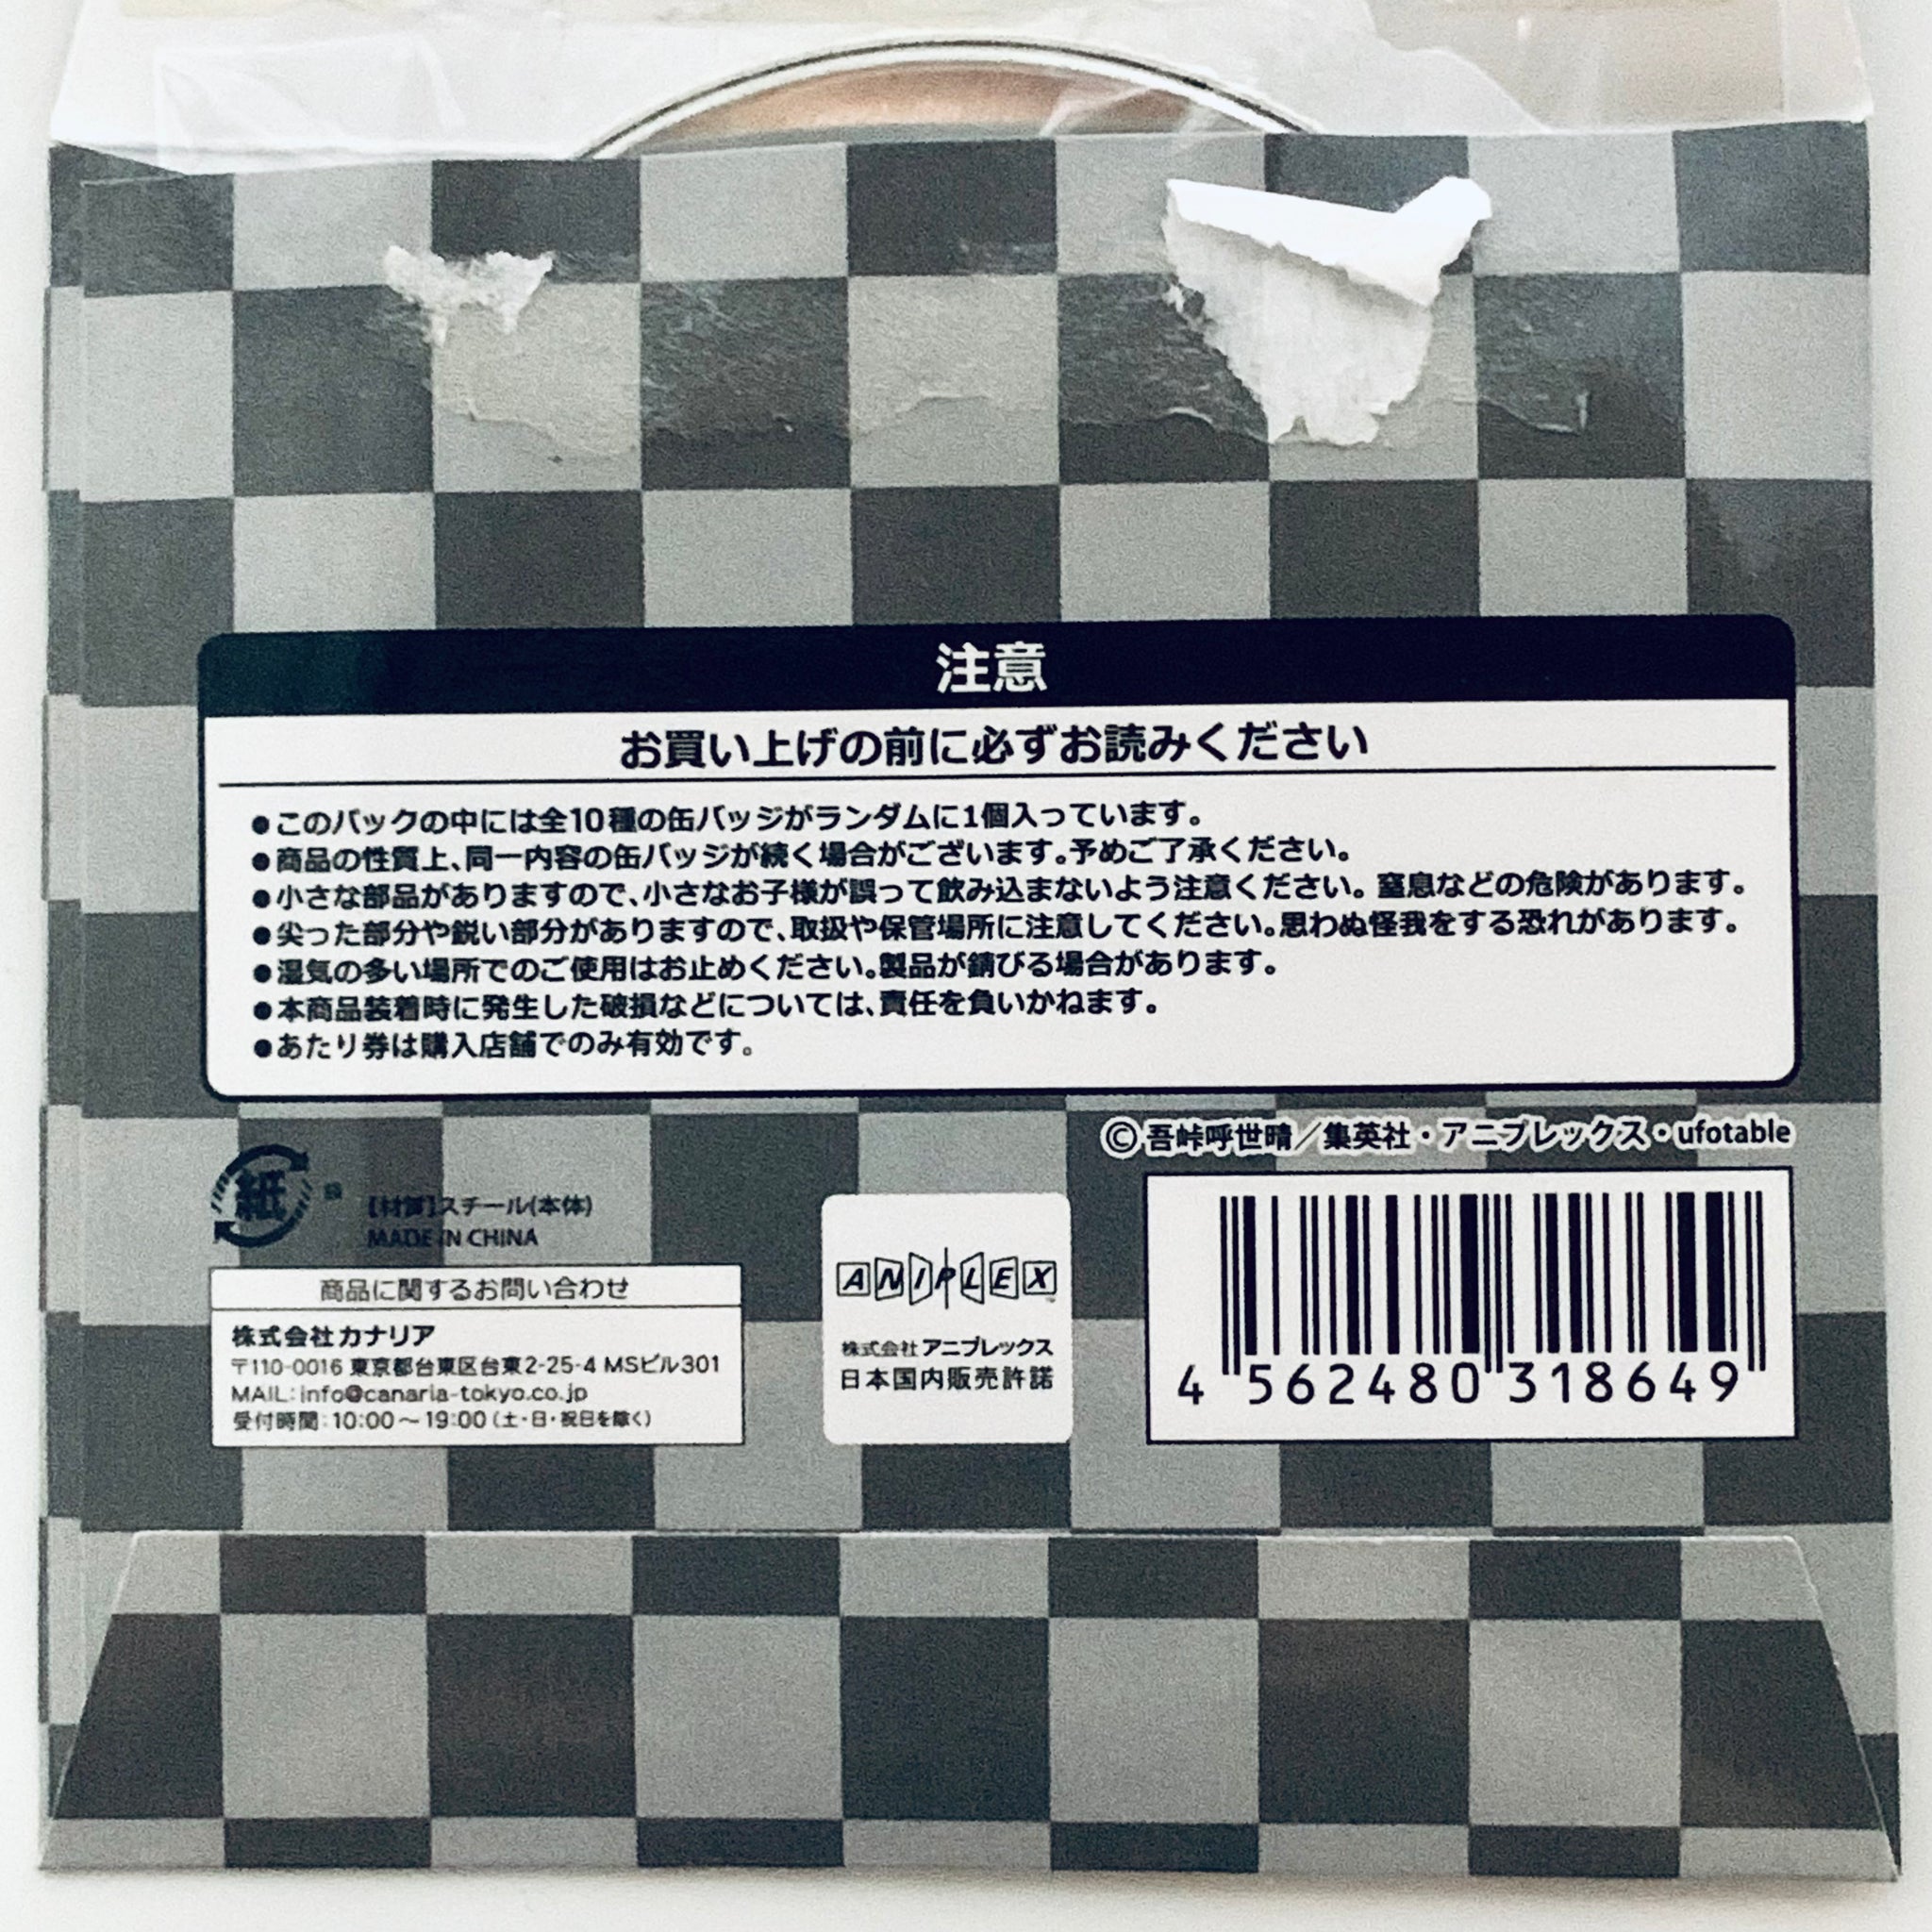 注意
お買い上げの前に必ずお読みください
●このパックの中には全10種の缶バッジがランダムに1個入っています。
●商品の性質上、同一内容の缶バッジが続く場合がございます。予めご了承ください。
●小さな部品がありますので、小さなお子様が誤って飲み込まないよう注意ください。窒息などの危険があります。
●尖った部分や鋭い部分がありますので、取扱や保管場所に注意してください。思わぬ怪我をする恐れがあります。
●湿気の多い場所でのご使用はお止めください。製品が錆びる場合があります。
●本商品装着時に発生した破損などについては、責任を負いかねます。
●あたり券は購入店舗でのみ有効です。
©吾峠呼世晴／集英社・アニプレックス・ufotable
紙
【材質】スチール(本体)
MADE IN CHINA
商品に関するお問い合わせ
株式会社カナリア
〒110-0016 東京都台東区台東2-25-4 MSビル301
MAIL：info@canaria-tokyo.co.jp
受付時間：10:00～19:00（土・日・祝日を除く）
ANIPLEX
株式会社アニプレックス
日本国内販売許諾
4 562480 318649